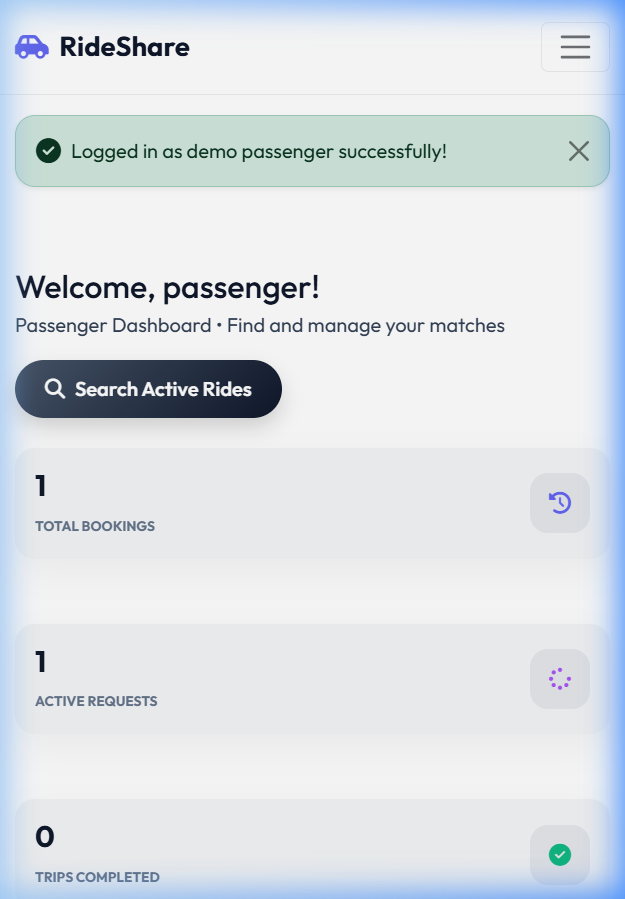 RideShare
Logged in as demo passenger successfully!
Welcome, passenger!
Passenger Dashboard • Find and manage your matches
Search Active Rides
1
TOTAL BOOKINGS
1
ACTIVE REQUESTS
0
TRIPS COMPLETED